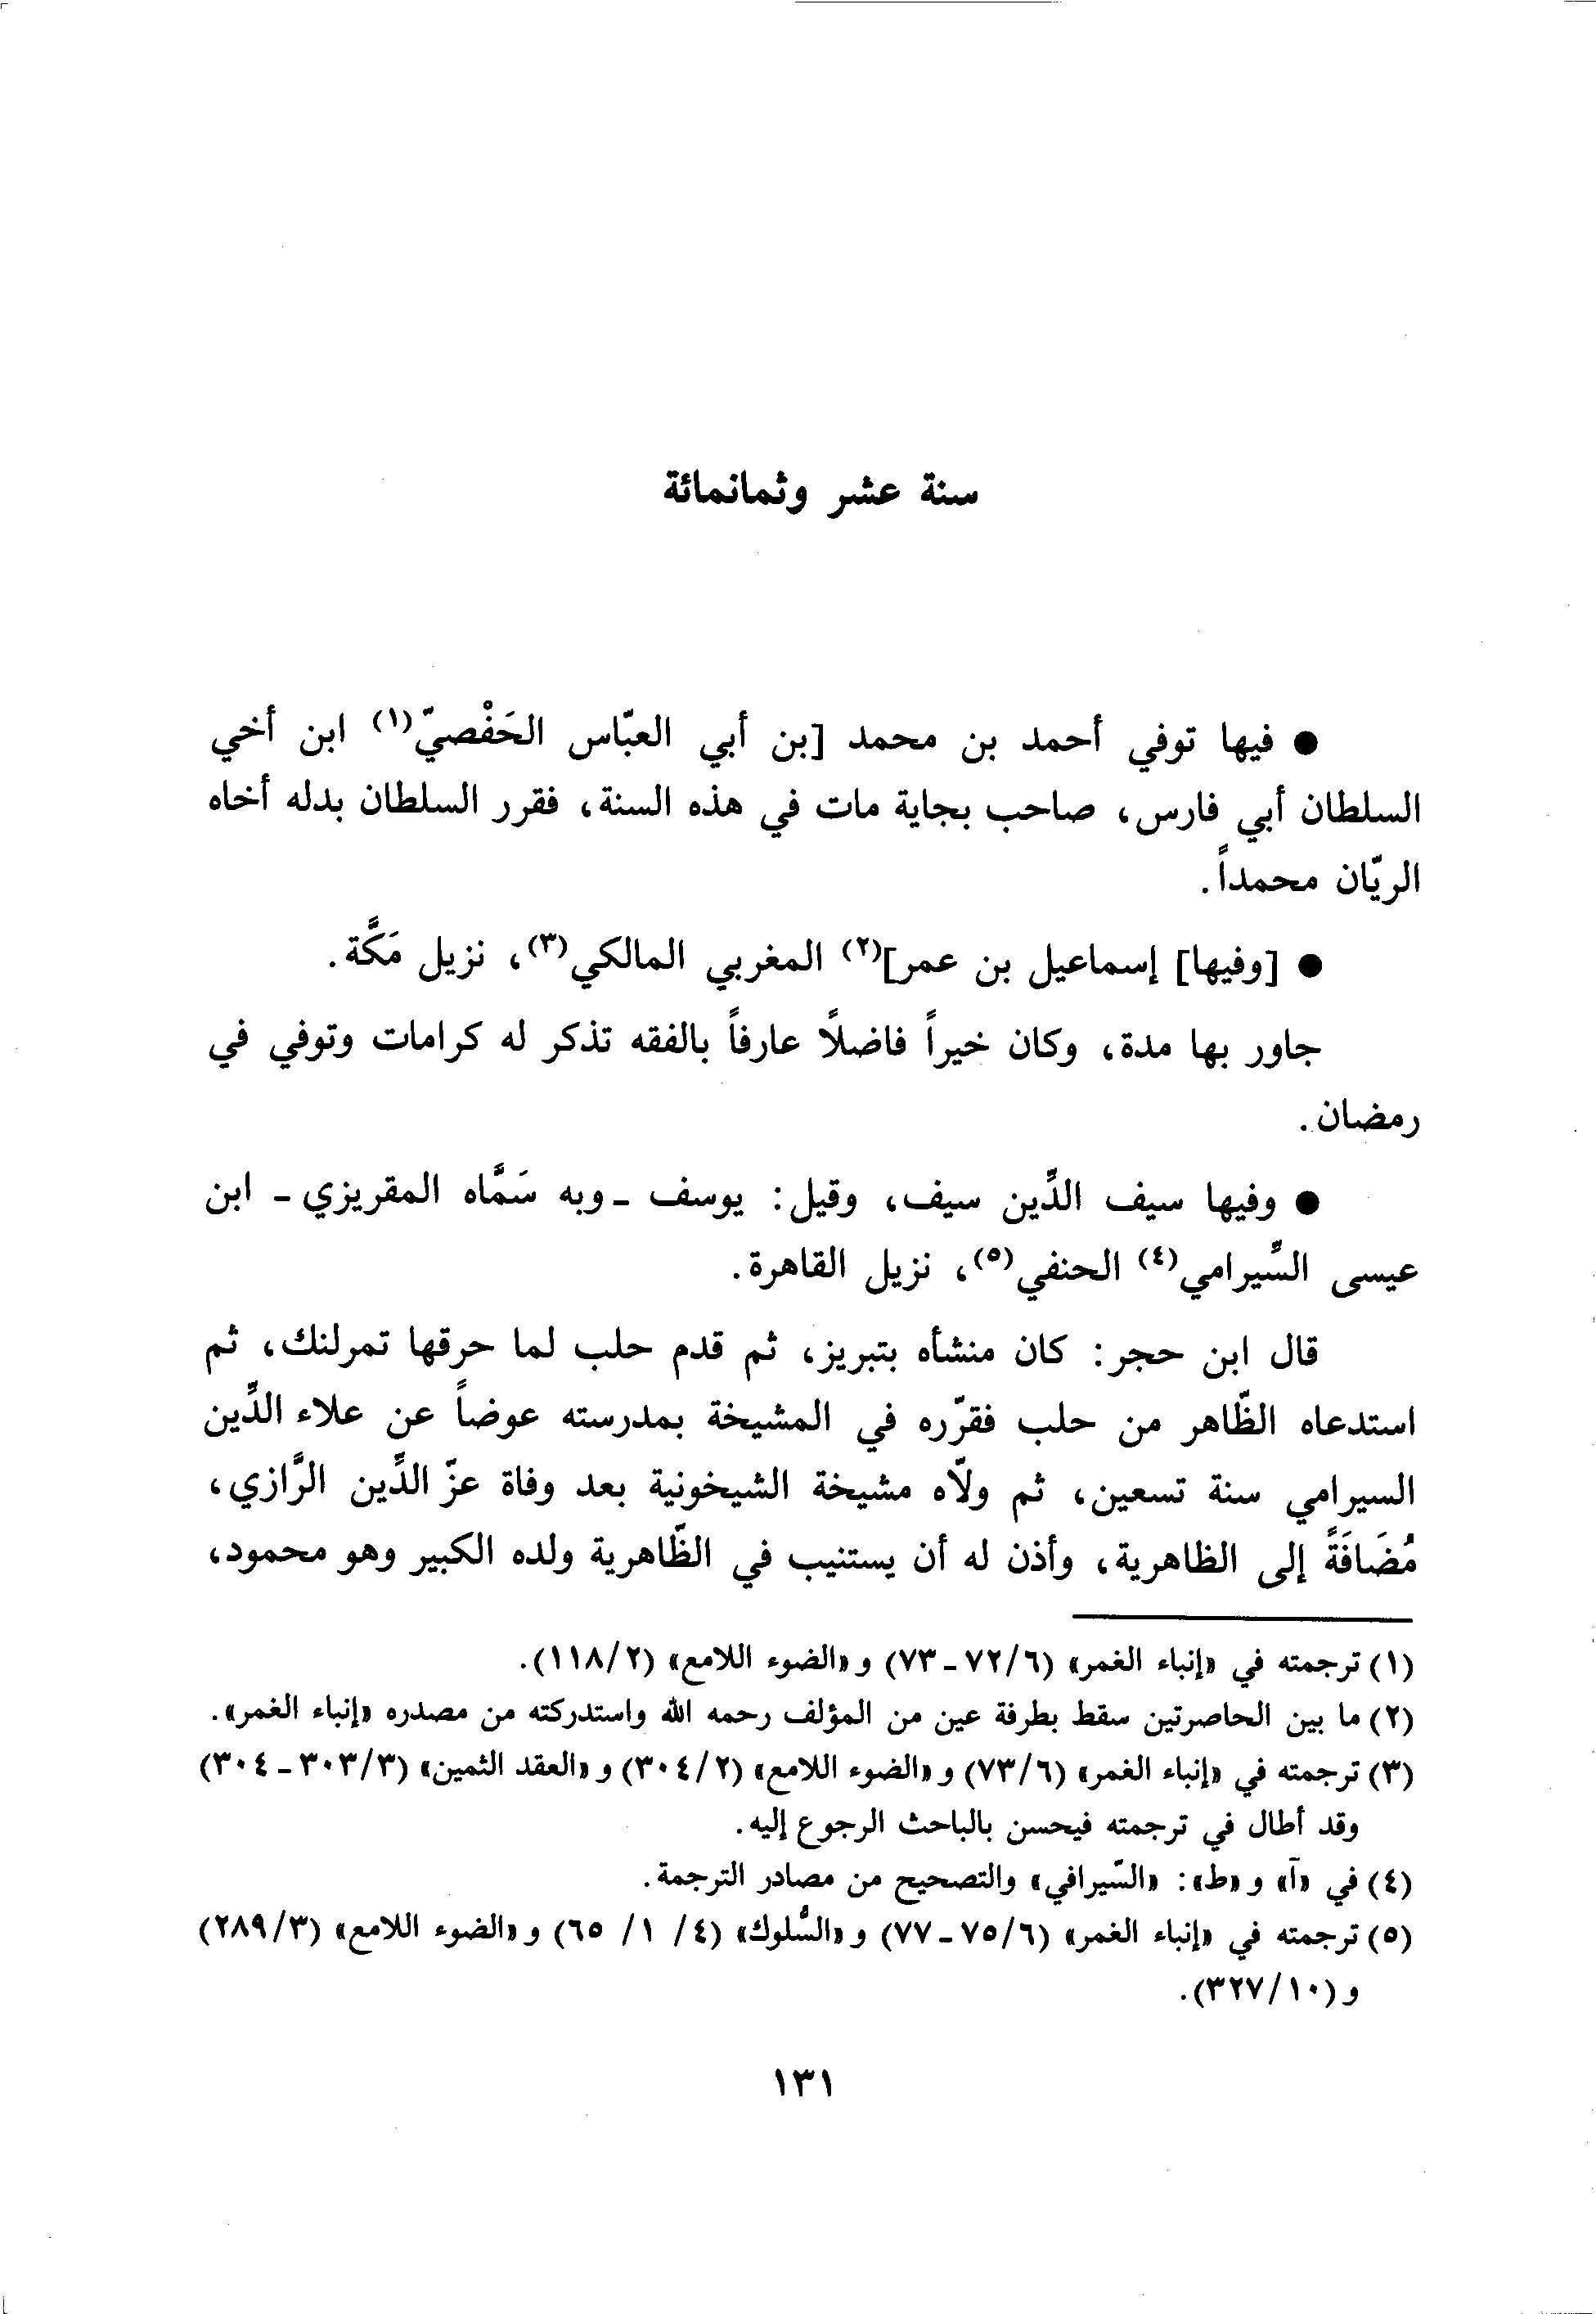 سنة عشر وثمانمائة
● فيها توفي أحمد بن محمد [بن أبي العبّاس الحَفْصيّ(١) ابن أخي
السلطان أبي فارس، صاحب بجاية مات في هذه السنة، فقرر السلطان بدله أخاه
الريّان محمداً.
● [وفيها] إسماعيل بن عمر](٢) المغربي المالكي(٣)، نزيل مَكَّة.
جاور بها مدة، وكان خيراً فاضلًا عارفاً بالفقه تذكر له كرامات وتوفي في
رمضان.
● وفيها سيف الدِّين سيف، وقيل: يوسف ـ وبه سَمَّاه المقريزي ـ ابن
عيسى السِّيرامي(٤) الحنفي(٥)، نزيل القاهرة.
قال ابن حجر: كان منشأه بتبريز، ثم قدم حلب لما حرقها تمرلنك، ثم
استدعاه الظّاهر من حلب فقرّره في المشيخة بمدرسته عوضاً عن علاء الدِّين
السيرامي سنة تسعين، ثم ولّاه مشيخة الشيخونية بعد وفاة عزّ الدِّين الرَّازي،
مُضَافَةً إلى الظاهرية، وأذن له أن يستنيب في الظّاهرية ولده الكبير وهو محمود،
(١) ترجمته في «إنباء الغمر» (٦/٧٢ ـ ٧٣) و «الضوء اللامع» (٢/١١٨).
(٢) ما بين الحاصرتين سقط بطرفة عين من المؤلف رحمه الله واستدركته من مصدره «إنباء الغمر».
(٣) ترجمته في «إنباء الغمر» (٦/٧٣) و «الضوء اللامع» (٢/٣٠٤) و «العقد الثمين» (٣/٣٠٣ ـ ٣٠٤)
وقد أطال في ترجمته فيحسن بالباحث الرجوع إليه.
(٤) في «آ» و «ط»: «السّيرافي» والتصحيح من مصادر الترجمة.
(٥) ترجمته في «إنباء الغمر» (٦/٧٥ ـ ٧٧) و «السُّلوك» (٤/ ١/ ٦٥) و «الضوء اللامع» (٣/٢٨٩)
و (١٠/٣٢٧).
١٣١